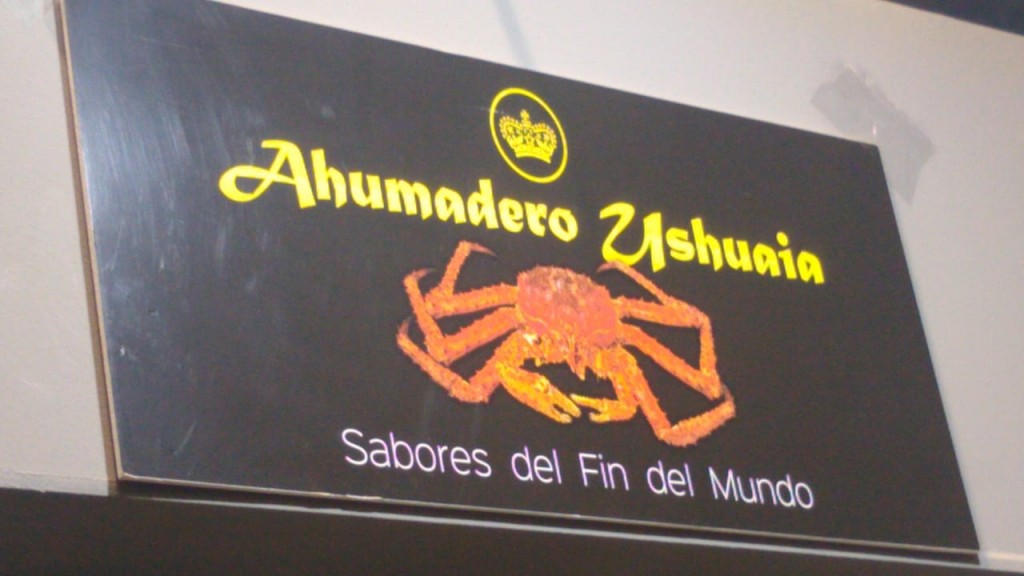 Ahumadero Ushuaia
Sabores del Fin del Mundo